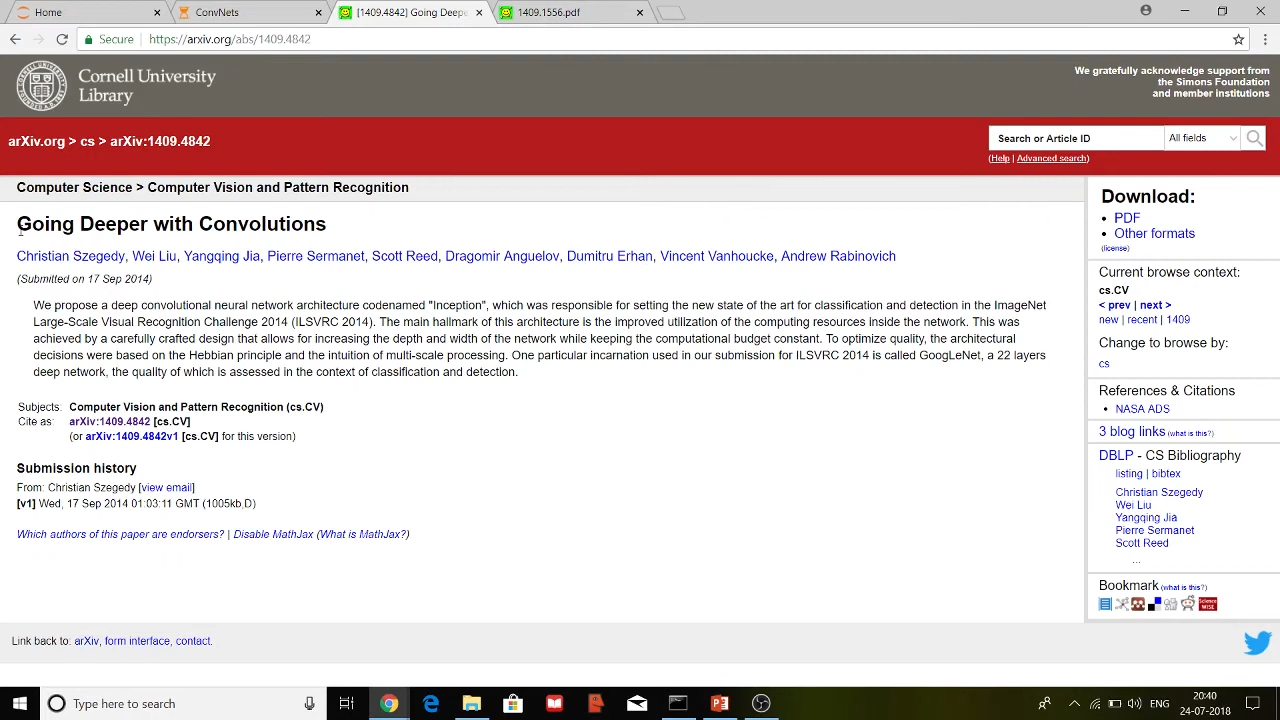 Home
ConvNets
[1409.4842] Going Deepe
1409.1556.pdf
Secure
https://arxiv.org/abs/1409.4842
Cornell University
Library
We gratefully acknowledge support from
the Simons Foundation
and member institutions
arXiv.org > cs > arXiv:1409.4842
Search or Article ID
All fields
(Help | Advanced search)
Computer Science > Computer Vision and Pattern Recognition
Going Deeper with Convolutions
Christian Szegedy, Wei Liu, Yangqing Jia, Pierre Sermanet, Scott Reed, Dragomir Anguelov, Dumitru Erhan, Vincent Vanhoucke, Andrew Rabinovich
(Submitted on 17 Sep 2014)
We propose a deep convolutional neural network architecture codenamed "Inception", which was responsible for setting the new state of the art for classification and detection in the ImageNet
Large-Scale Visual Recognition Challenge 2014 (ILSVRC 2014). The main hallmark of this architecture is the improved utilization of the computing resources inside the network. This was
achieved by a carefully crafted design that allows for increasing the depth and width of the network while keeping the computational budget constant. To optimize quality, the architectural
decisions were based on the Hebbian principle and the intuition of multi-scale processing. One particular incarnation used in our submission for ILSVRC 2014 is called GoogLeNet, a 22 layers
deep network, the quality of which is assessed in the context of classification and detection.
Subjects: Computer Vision and Pattern Recognition (cs.CV)
Cite as: arXiv:1409.4842 [cs.CV]
(or arXiv:1409.4842v1 [cs.CV] for this version)
Submission history
From: Christian Szegedy [view email]
[v1] Wed, 17 Sep 2014 01:03:11 GMT (1005kb,D)
Which authors of this paper are endorsers? | Disable MathJax (What is MathJax?)
Download:
PDF
Other formats
(license)
Current browse context:
cs.CV
< prev | next >
new | recent | 1409
Change to browse by:
cs
References & Citations
NASA ADS
3 blog links (what is this?)
DBLP - CS Bibliography
listing | bibtex
Christian Szegedy
Wei Liu
Yangqing Jia
Pierre Sermanet
Scott Reed
...
Bookmark (what is this?)
Science
WISE
Link back to: arXiv, form interface, contact.
Type here to search
ENG
20:40
24-07-2018